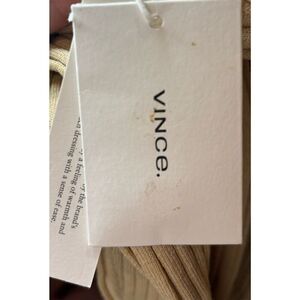 VINCE.
of the brand's
a feeling of warmth and
dressing with a sense of ease.